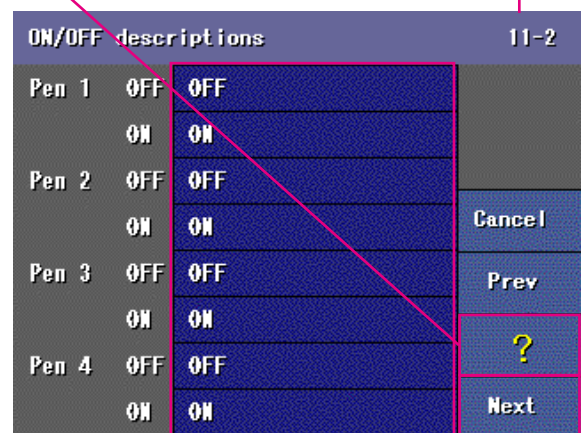 ON/OFF descriptions 11-2
Pen 1 OFF OFF
ON ON
Pen 2 OFF OFF
ON ON
Cancel
Pen 3 OFF OFF
Prev
ON ON
?
Pen 4 OFF OFF
ON ON
Next